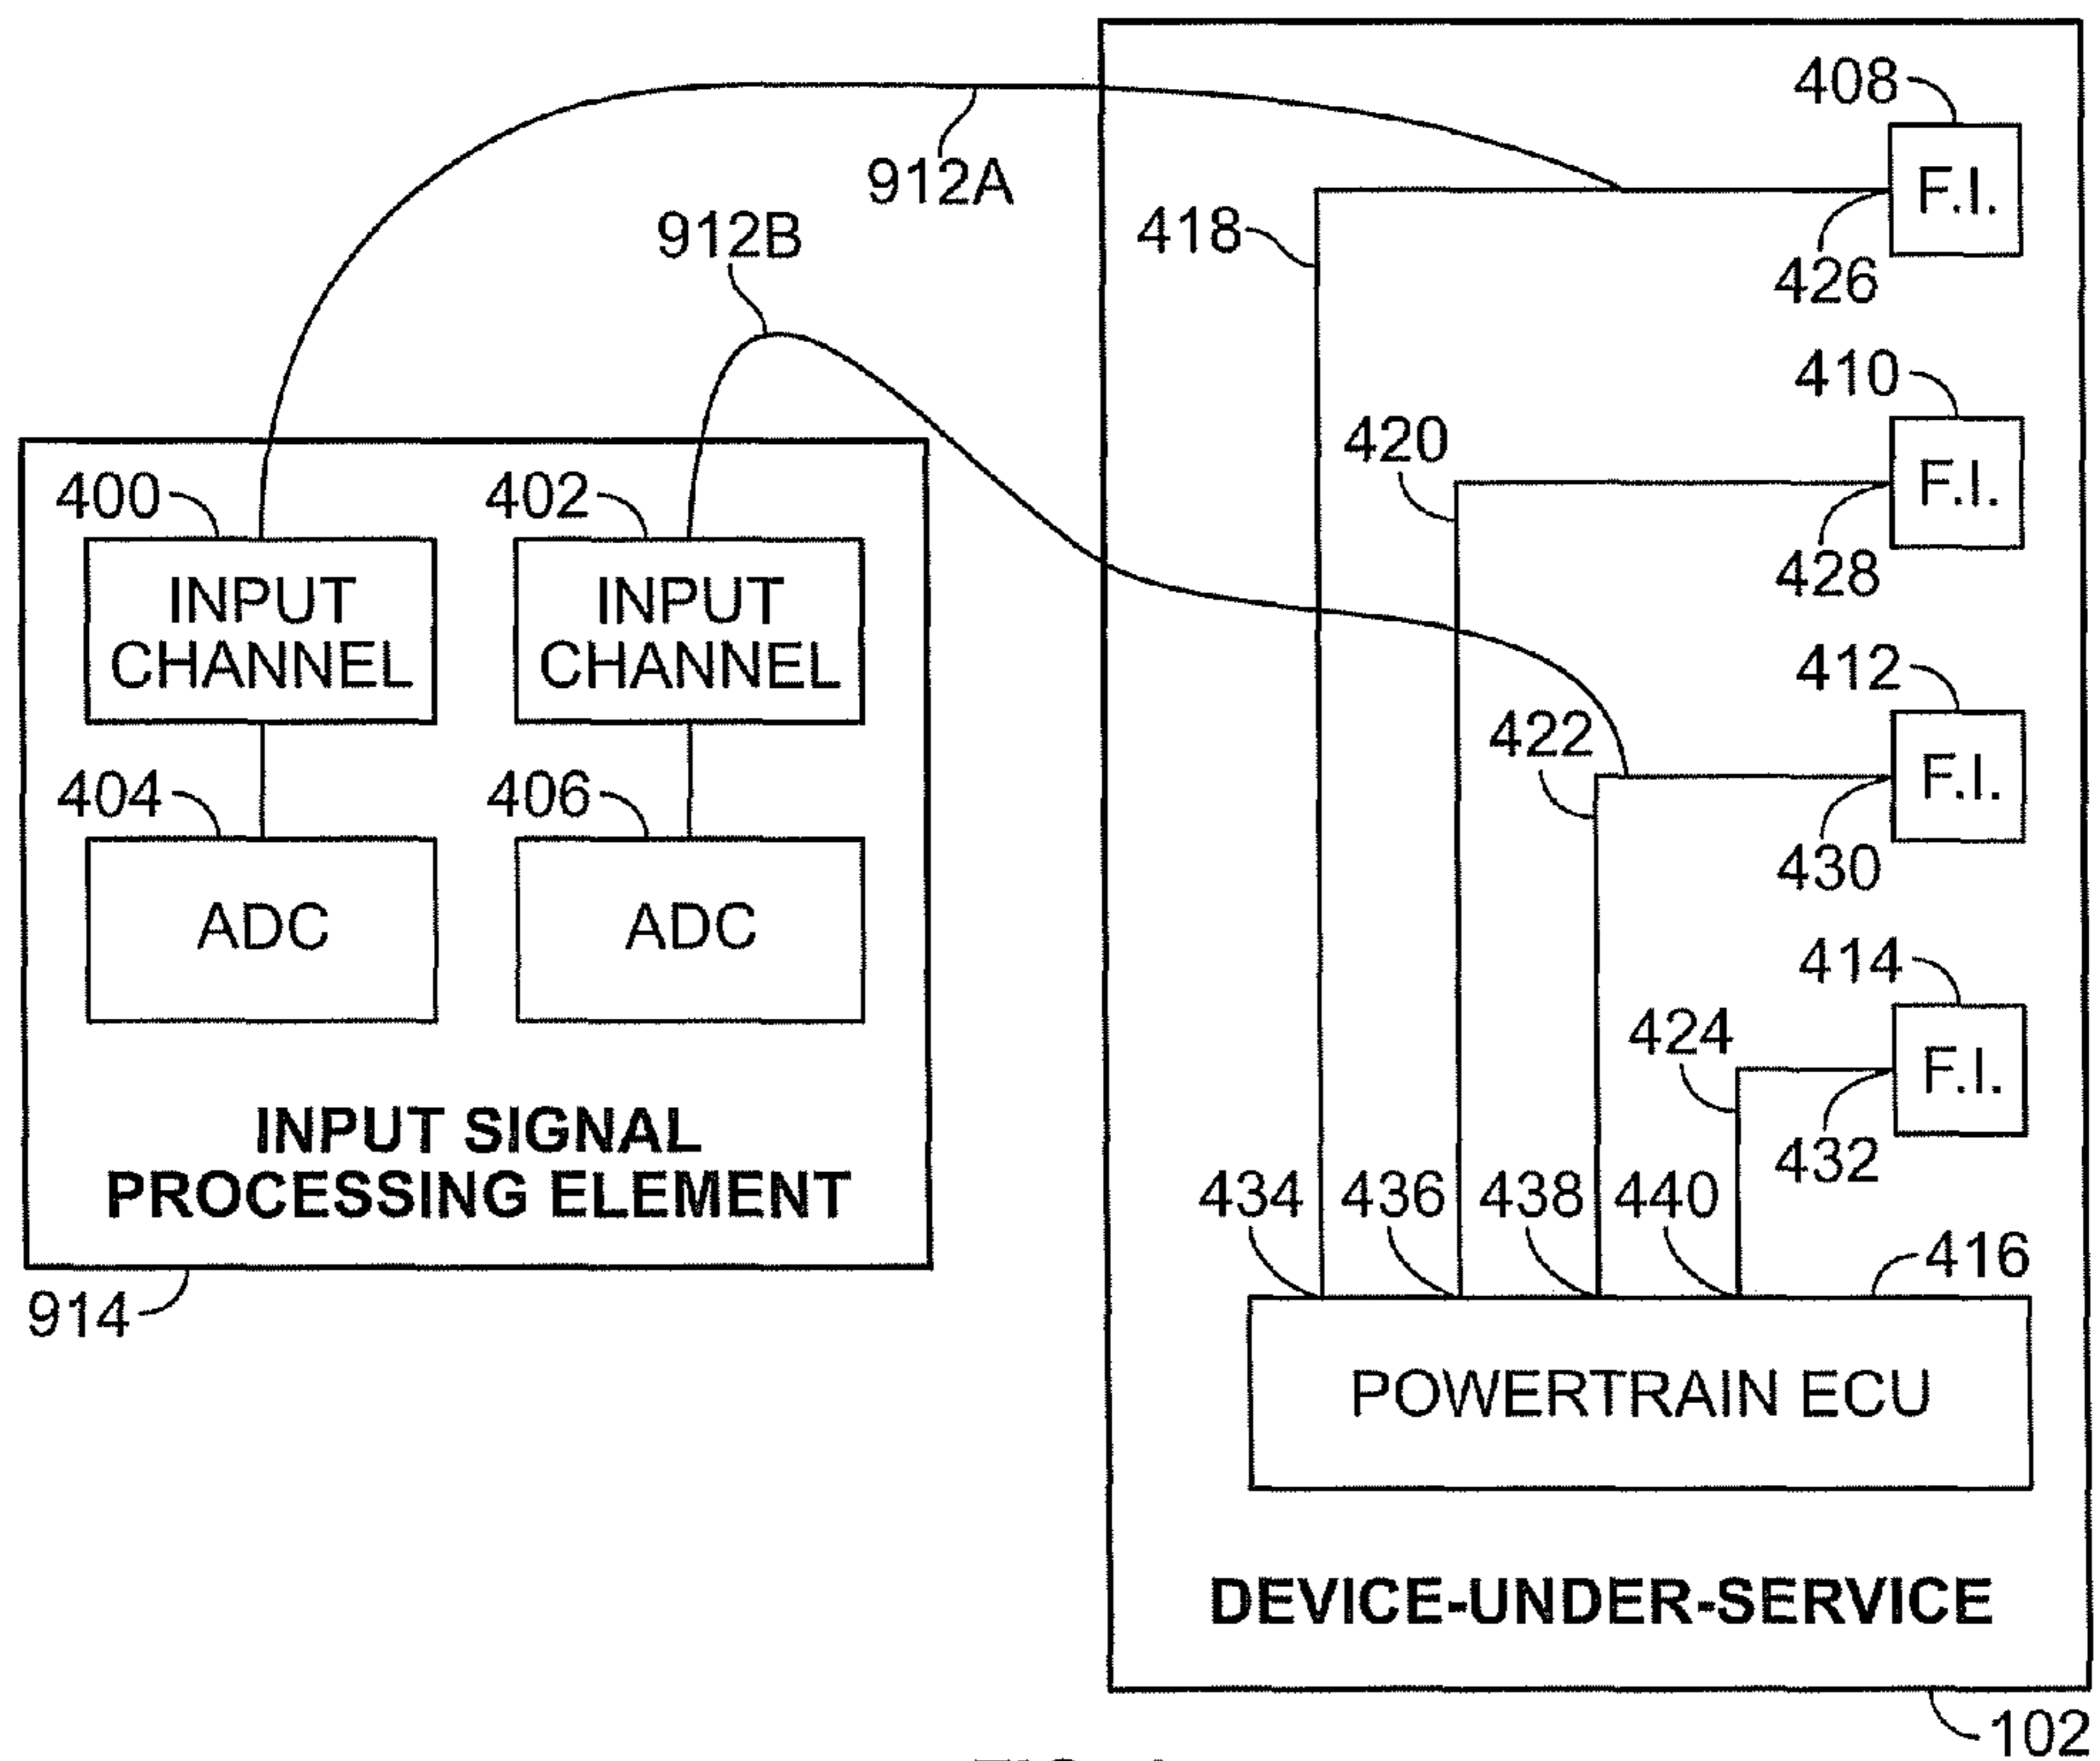 408
F.I.
912A
418
426
912B
410
420
F.I.
428
400
402
INPUT
CHANNEL
INPUT
CHANNEL
412
422
F.I.
430
404
406
ADC
ADC
414
424
F.I.
432
INPUT SIGNAL
PROCESSING ELEMENT
914
434
436
438
440
416
POWERTRAIN ECU
DEVICE-UNDER-SERVICE
102